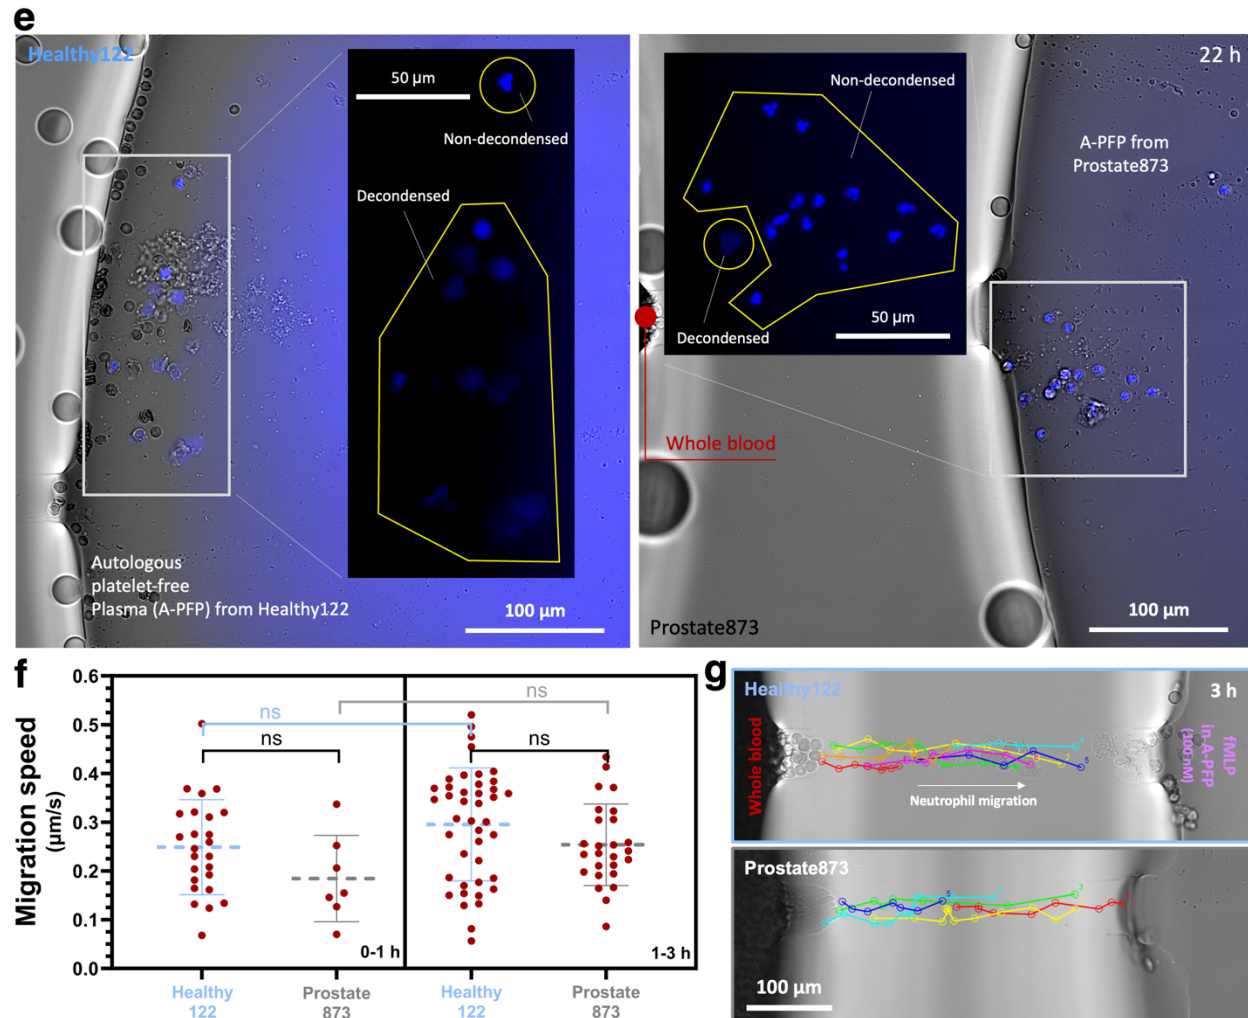 e
Healthy122
50 µm
Non-decondensed
Decondensed
Autologous
platelet-free
Plasma (A-PFP) from Healthy122
100 µm
22 h
Non-decondensed
A-PFP from
Prostate873
50 µm
Decondensed
Whole blood
Prostate873
100 µm
f
Migration speed
(µm/s)
0.6
0.5
0.4
0.3
0.2
0.1
0.0
ns
ns
ns
ns
0-1 h
1-3 h
Healthy
122
Prostate
873
Healthy
122
Prostate
873
g
Healthy122
3 h
Whole blood
fMLP
in A-PFP
(100 nM)
Neutrophil migration
5
Prostate873
5
3
100 µm